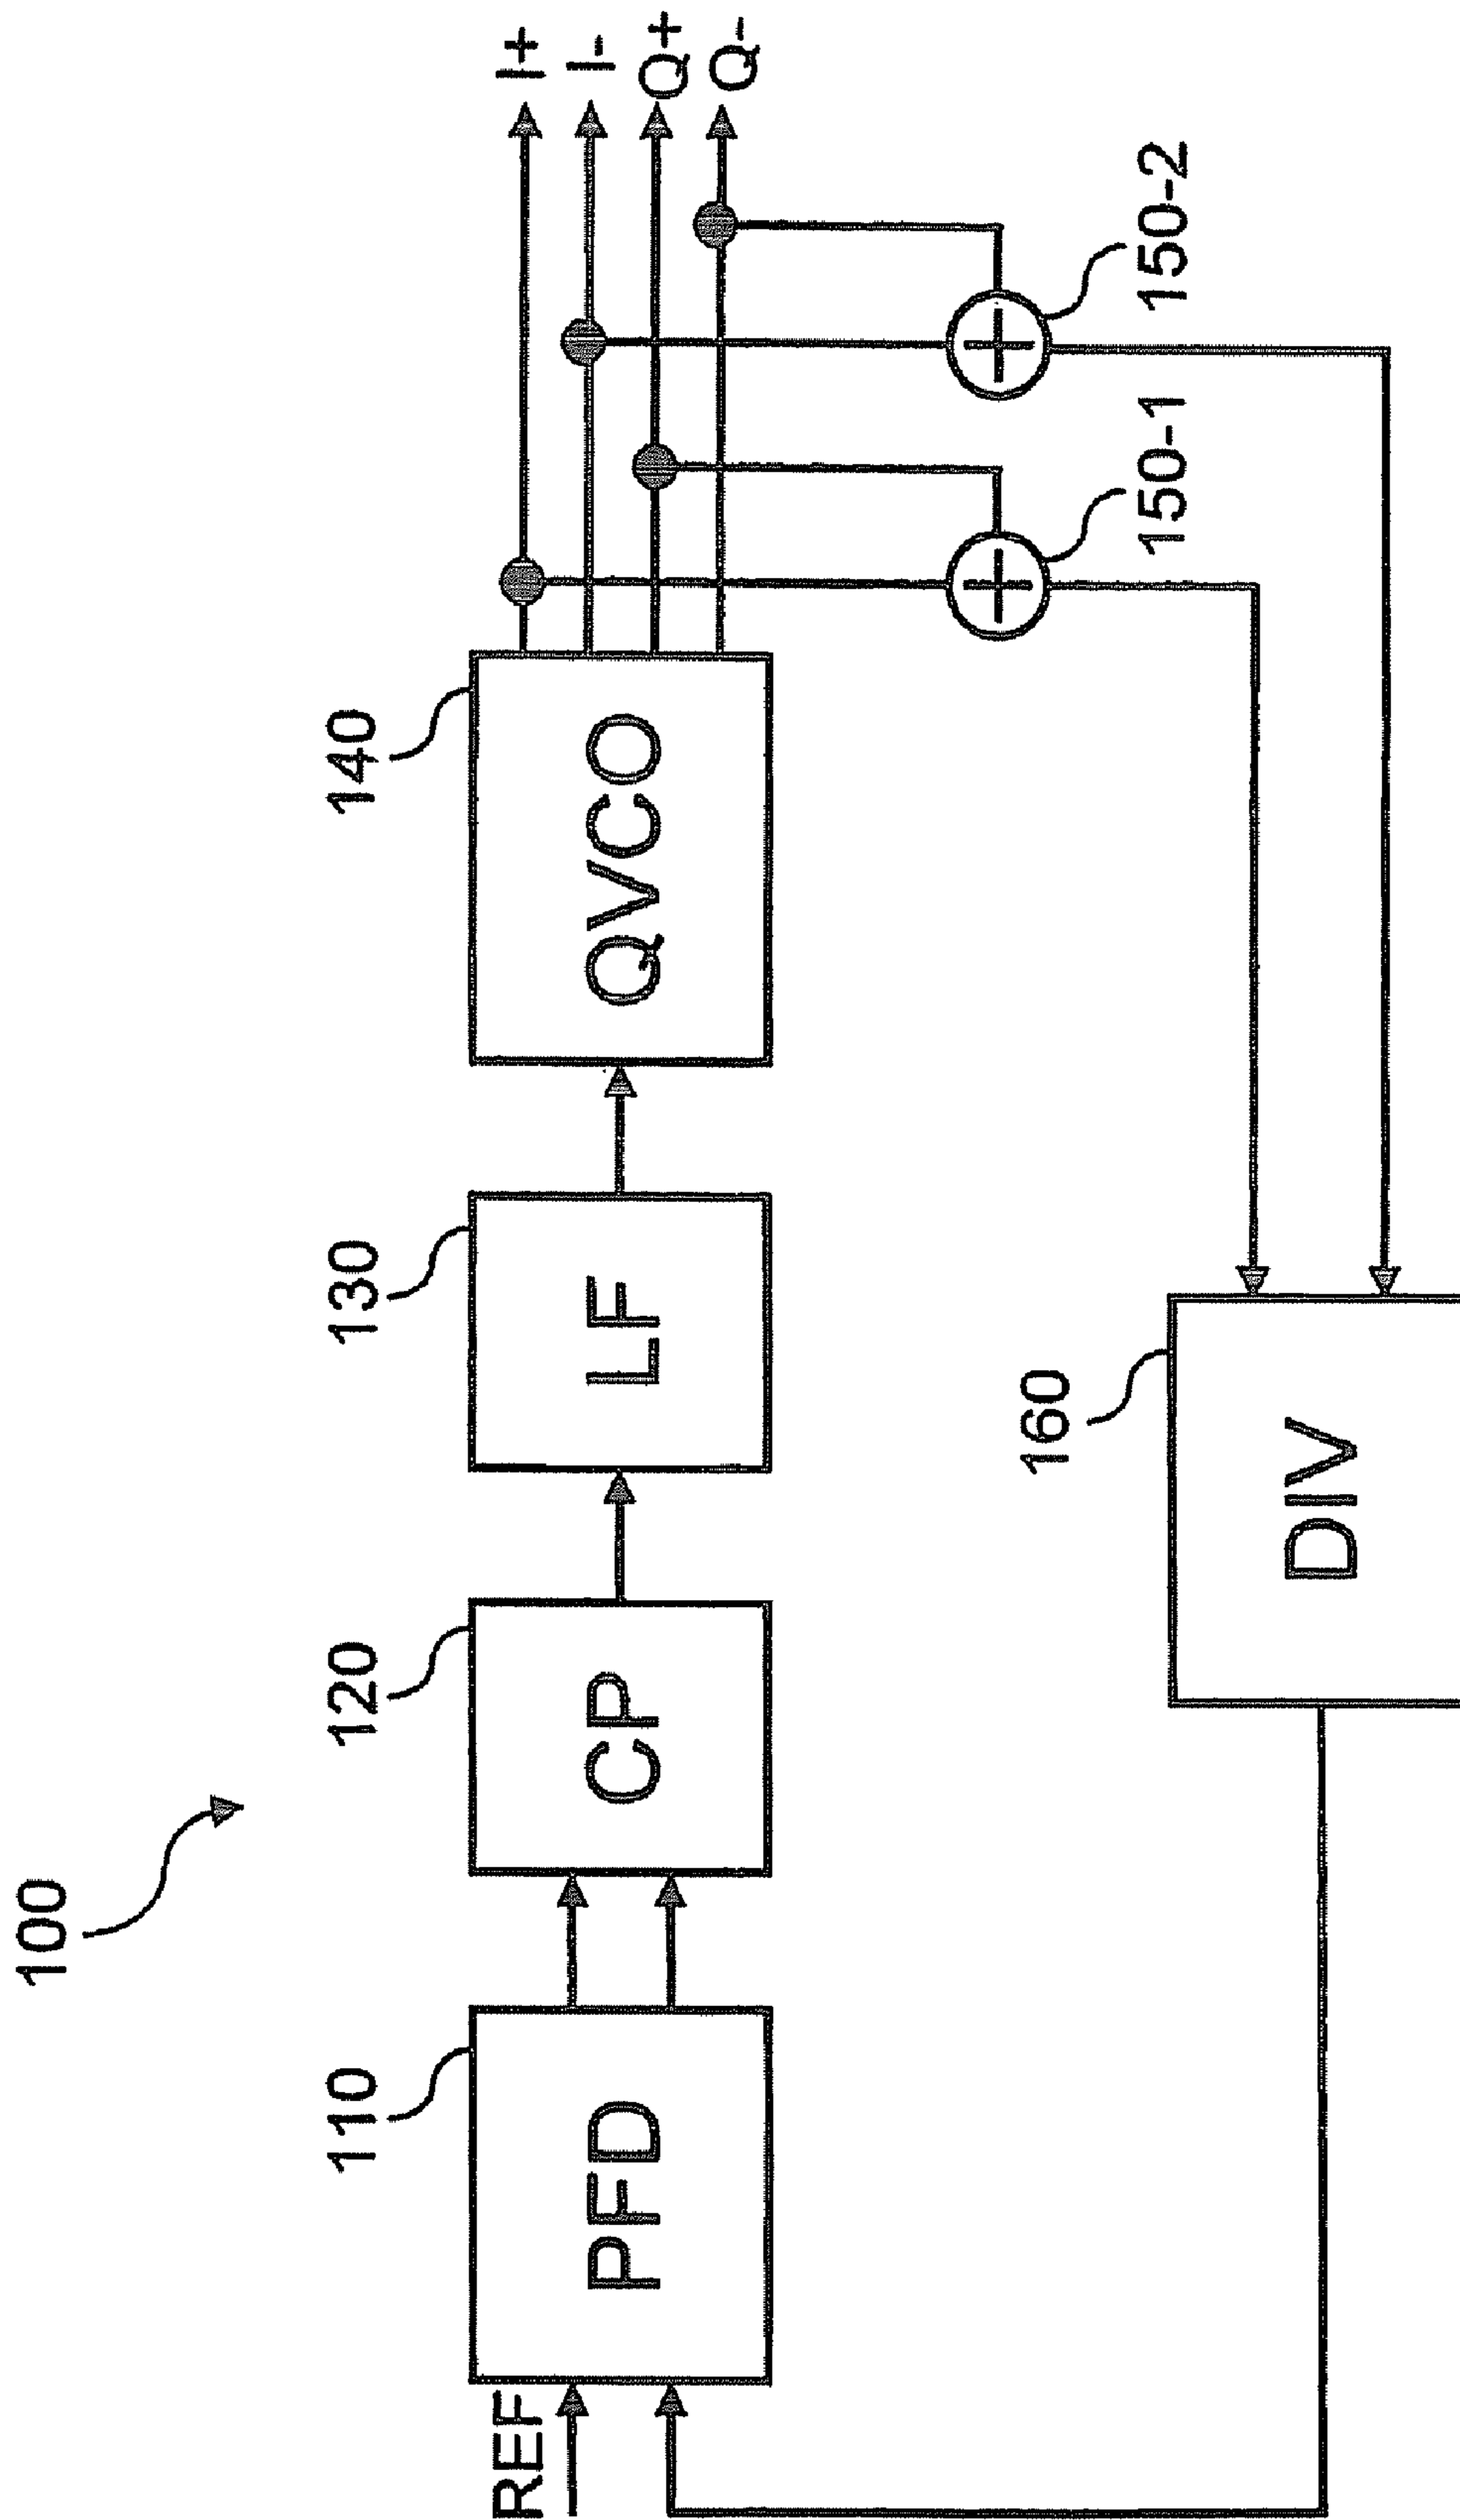 100
110
120
130
140
REF
PFD
CP
LF
QVCO
I+
I-
Q+
Q-
160
DIV
150-1
150-2